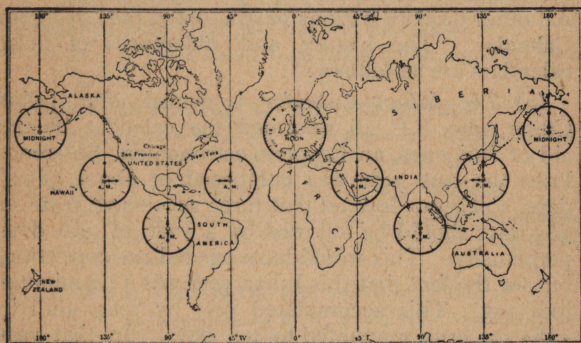 180° 135° 90° 45° 0° 45° 90° 135° 180°
ALASKA
SIBERIA
MIDNIGHT
NOON
MIDNIGHT
Chicago
San Francisco
New York
UNITED STATES
HAWAII
A.M.
A.M.
P.M.
INDIA
P.M.
AFRICA
A.M.
SOUTH
AMERICA
P.M.
AUSTRALIA
NEW
ZEALAND
180° 135° 90° 45° W 0° 45° 90° 135° 180°